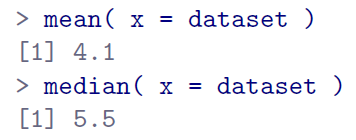 > mean( x = dataset )
[1] 4.1
> median( x = dataset )
[1] 5.5